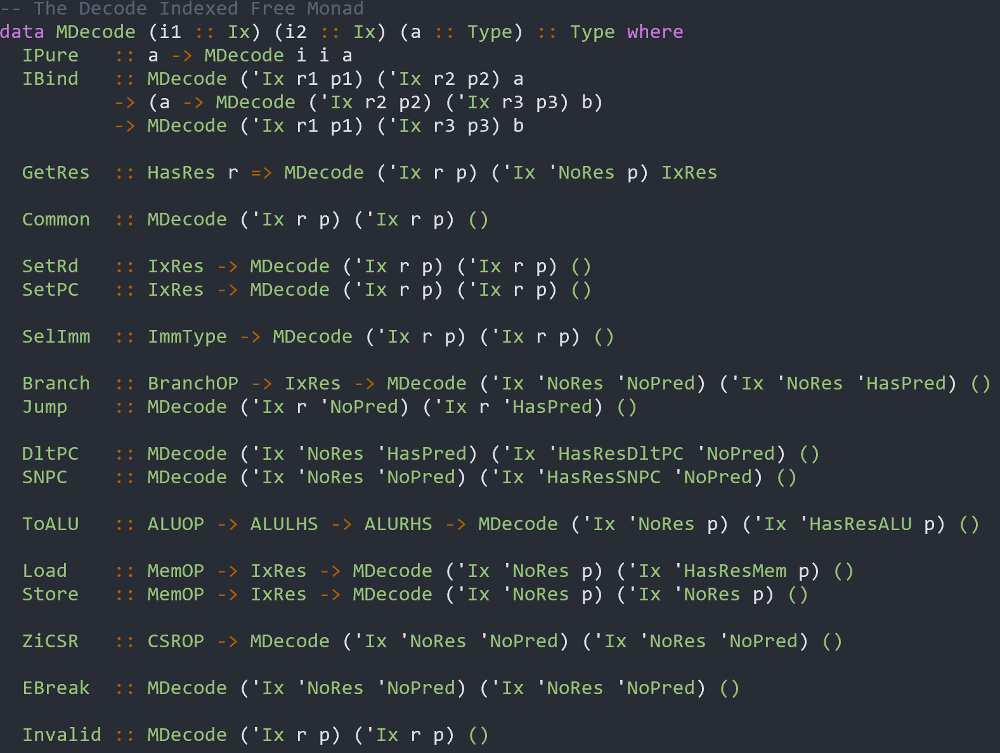 -- The Decode Indexed Free Monad
data MDecode (i1 :: Ix) (i2 :: Ix) (a :: Type) :: Type where
  IPure   :: a -> MDecode i i a
  IBind   :: MDecode ('Ix r1 p1) ('Ix r2 p2) a
          -> (a -> MDecode ('Ix r2 p2) ('Ix r3 p3) b)
          -> MDecode ('Ix r1 p1) ('Ix r3 p3) b

  GetRes  :: HasRes r => MDecode ('Ix r p) ('Ix 'NoRes p) IxRes

  Common  :: MDecode ('Ix r p) ('Ix r p) ()

  SetRd   :: IxRes -> MDecode ('Ix r p) ('Ix r p) ()
  SetPC   :: IxRes -> MDecode ('Ix r p) ('Ix r p) ()

  SelImm  :: ImmType -> MDecode ('Ix r p) ('Ix r p) ()

  Branch  :: BranchOP -> IxRes -> MDecode ('Ix 'NoRes 'NoPred) ('Ix 'NoRes 'HasPred) ()
  Jump    :: MDecode ('Ix r 'NoPred) ('Ix r 'HasPred) ()

  DltPC   :: MDecode ('Ix 'NoRes 'HasPred) ('Ix 'HasResDltPC 'NoPred) ()
  SNPC    :: MDecode ('Ix 'NoRes 'NoPred) ('Ix 'HasResSNPC 'NoPred) ()

  ToALU   :: ALUOP -> ALULHS -> ALURHS -> MDecode ('Ix 'NoRes p) ('Ix 'HasResALU p) ()

  Load    :: MemOP -> IxRes -> MDecode ('Ix 'NoRes p) ('Ix 'HasResMem p) ()
  Store   :: MemOP -> IxRes -> MDecode ('Ix 'NoRes p) ('Ix 'NoRes p) ()

  ZiCSR   :: CSROP -> MDecode ('Ix 'NoRes 'NoPred) ('Ix 'NoRes 'NoPred) ()

  EBreak  :: MDecode ('Ix 'NoRes 'NoPred) ('Ix 'NoRes 'NoPred) ()

  Invalid :: MDecode ('Ix r p) ('Ix r p) ()